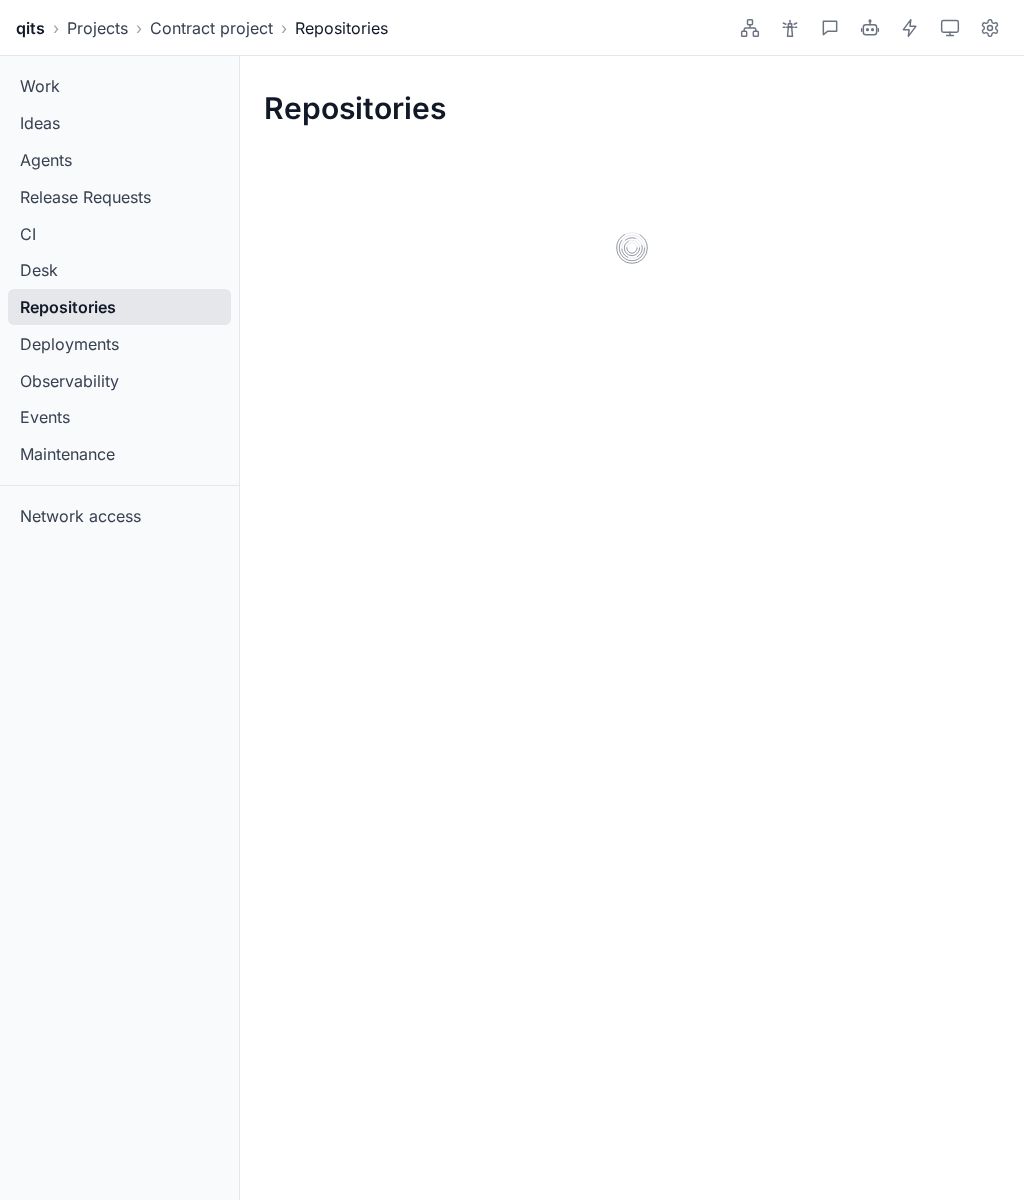 qits › Projects › Contract project › Repositories
Work
Ideas
Agents
Release Requests
CI
Desk
Repositories
Deployments
Observability
Events
Maintenance
Network access
Repositories